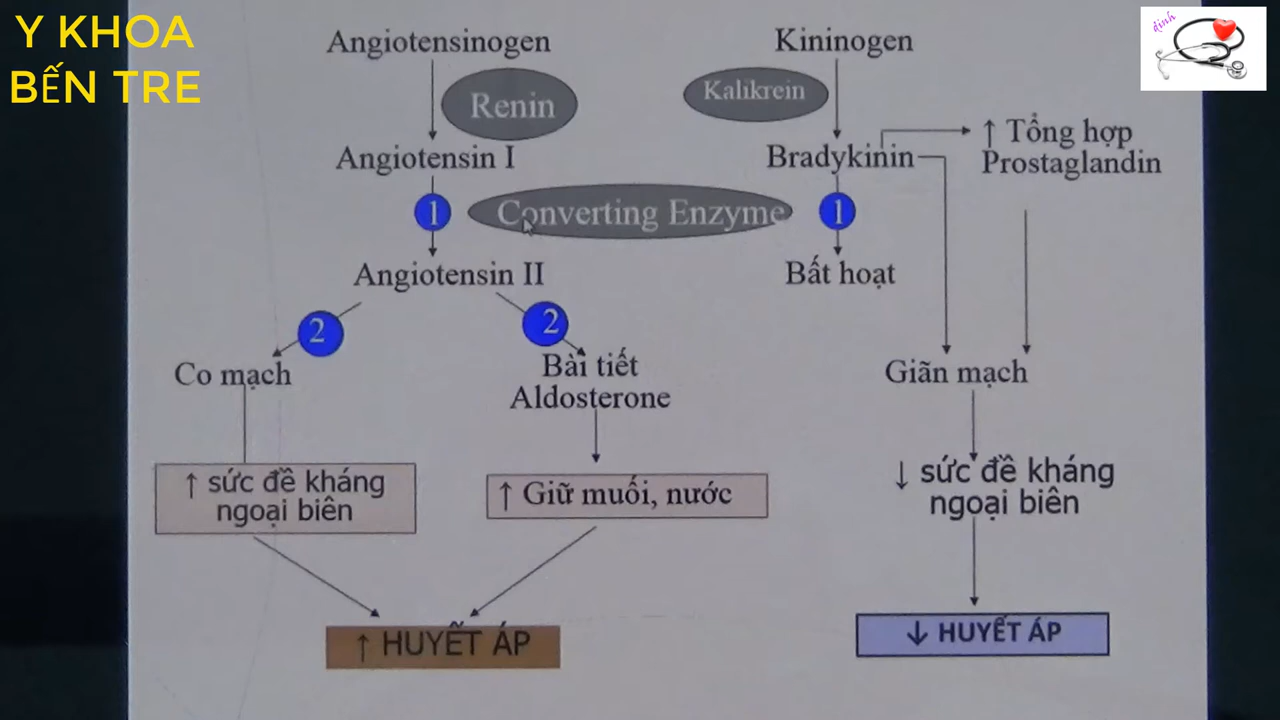 Y KHOA
BẾN TRE
đinh
Angiotensinogen
Kininogen
Renin
Kalikrein
Angiotensin I
Bradykinin
↑ Tổng hợp
Prostaglandin
1
Converting Enzyme
1
Angiotensin II
Bất hoạt
2
2
Co mạch
Bài tiết
Aldosterone
Giãn mạch
↑ sức đề kháng
ngoại biên
↑ Giữ muối, nước
↓ sức đề kháng
ngoại biên
↑ HUYẾT ÁP
↓ HUYẾT ÁP